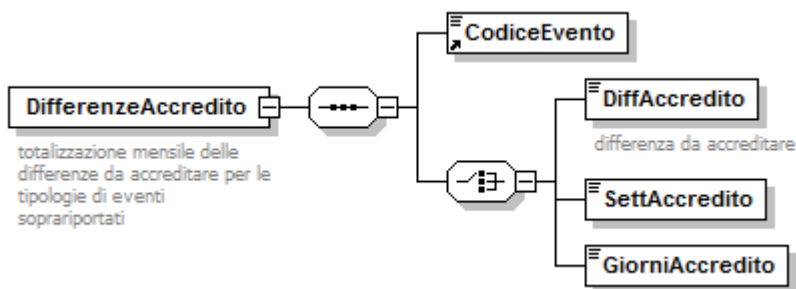 CodiceEvento
DifferenzeAccredito
totalizzazione mensile delle
differenze da accreditare per le
tipologie di eventi
soprariportati
DiffAccredito
differenza da accreditare
SettAccredito
GiorniAccredito